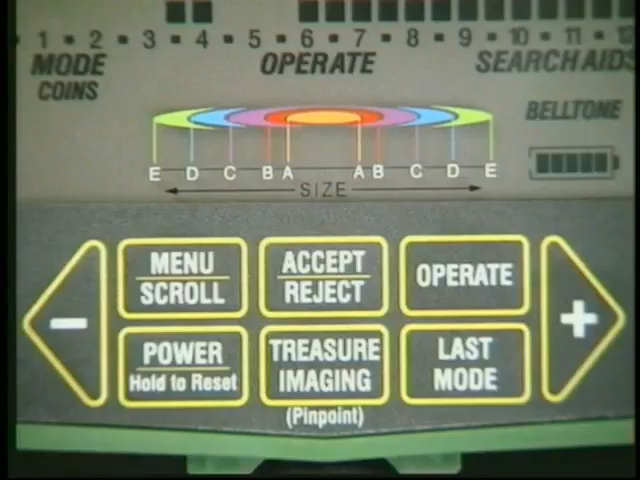 1 2 3 4 5 6 7 8 9 10 11 12
MODE OPERATE SEARCH AIDS
COINS
BELLTONE
E D C B A A B C D E
SIZE
MENU
SCROLL
ACCEPT
REJECT
OPERATE
-
+
POWER
Hold to Reset
TREASURE
IMAGING
LAST
MODE
(Pinpoint)